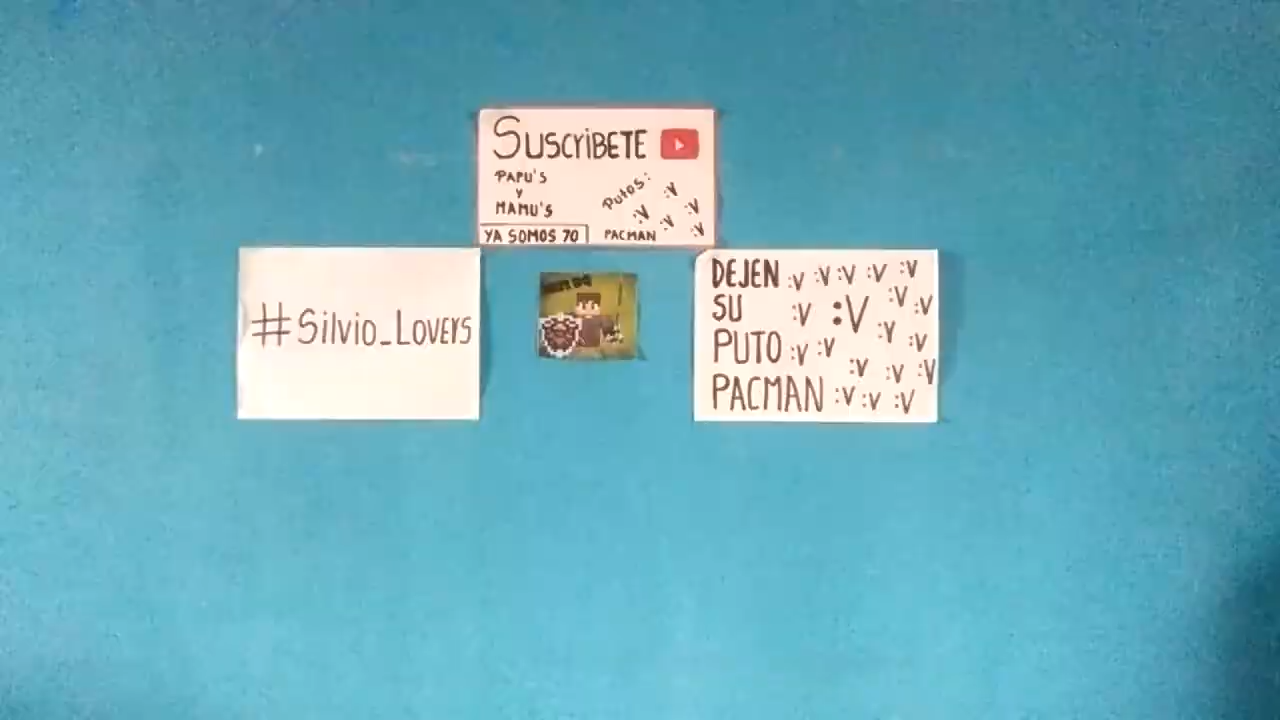 SUSCRIBETE
PAPU'S
Y
MAMU'S
YA SOMOS 70
Putos:
:V
:V :V :V
:V
PACMAN
#Silvio_Lovers
DEJEN :V :V :V :V :V
SU :V :V :V :V
PUTO :V :V :V :V
PACMAN :V :V :V :V :V :V